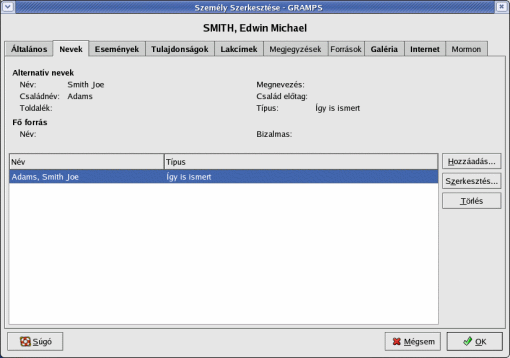 Személy Szerkesztése - GRAMPS
SMITH, Edwin Michael
Általános Nevek Események Tulajdonságok Lakcímek Megjegyzések Források Galéria Internet Mormon
Alternatív nevek
Név: Smith Joe Megnevezés:
Családnév: Adams Család előtag:
Toldalék: Típus: Így is ismert
Fő forrás
Név: Bizalmas:
Név Típus Hozzáadás...
Adams, Smith Joe Így is ismert Szerkesztés...
Törlés
Súgó Mégsem OK